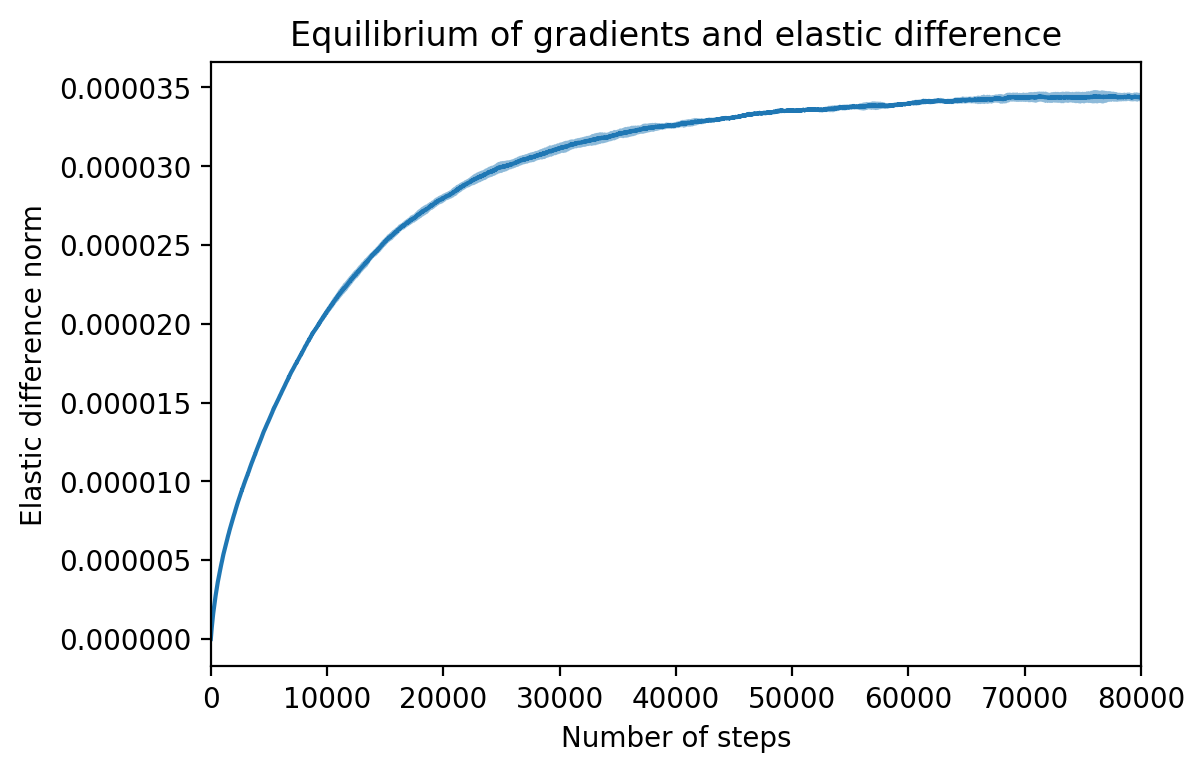 Equilibrium of gradients and elastic difference
Elastic difference norm
0.000035
0.000030
0.000025
0.000020
0.000015
0.000010
0.000005
0.000000
0 10000 20000 30000 40000 50000 60000 70000 80000
Number of steps